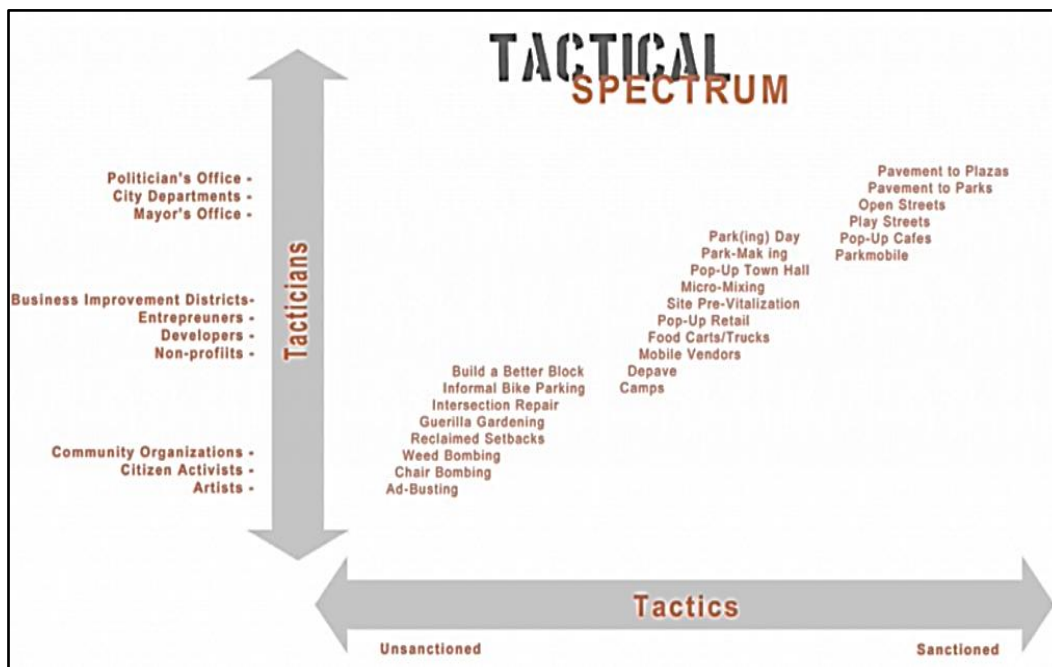 TACTICAL
SPECTRUM
Politician's Office -
City Departments -
Mayor's Office -
Business Improvement Districts-
Entrepruners -
Developers -
Non-profiits -
Community Organizations -
Citizen Activists -
Artists -
Tacticians
Pavement to Plazas
Pavement to Parks
Open Streets
Play Streets
Pop-Up Cafes
Parkmobile
Park(ing) Day
Park-Mak ing
Pop-Up Town Hall
Micro-Mixing
Site Pre-Vitalization
Pop-Up Retail
Food Carts/Trucks
Mobile Vendors
Depave
Camps
Build a Better Block
Informal Bike Parking
Intersection Repair
Guerilla Gardening
Reclaimed Setbacks
Weed Bombing
Chair Bombing
Ad-Busting
Tactics
Unsanctioned
Sanctioned